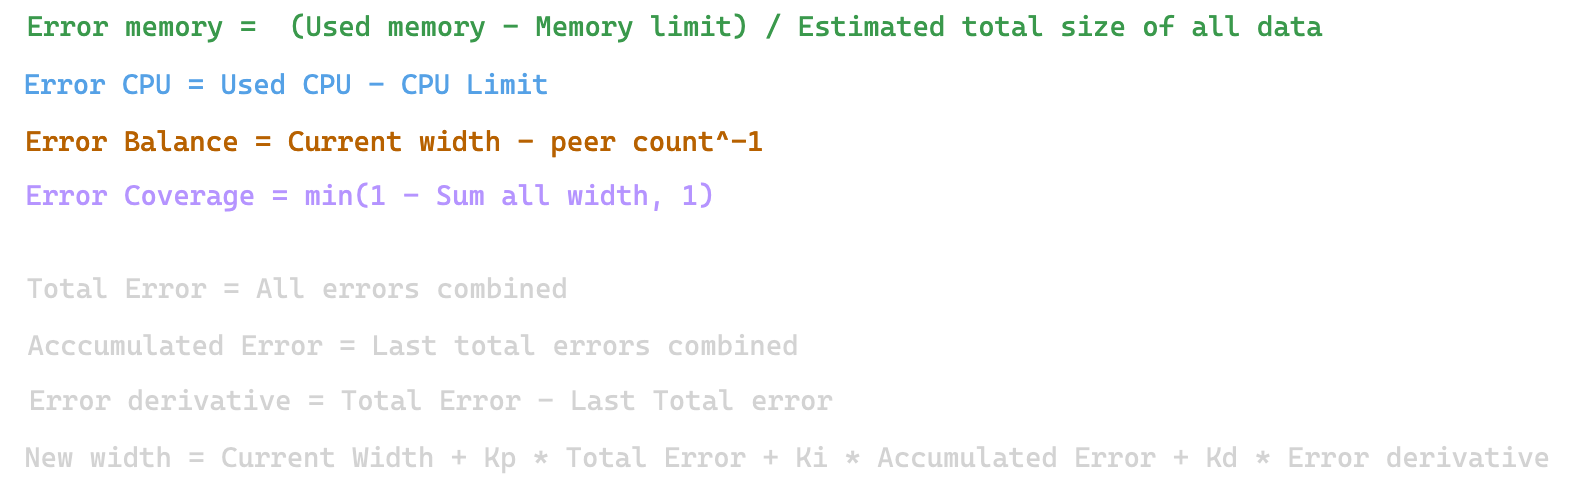 Error memory =  (Used memory - Memory limit) / Estimated total size of all data
Error CPU = Used CPU - CPU Limit
Error Balance = Current width - peer count^-1
Error Coverage = min(1 - Sum all width, 1)
Total Error = All errors combined
Acccumulated Error = Last total errors combined
Error derivative = Total Error - Last Total error
New width = Current Width + Kp * Total Error + Ki * Accumulated Error + Kd * Error derivative